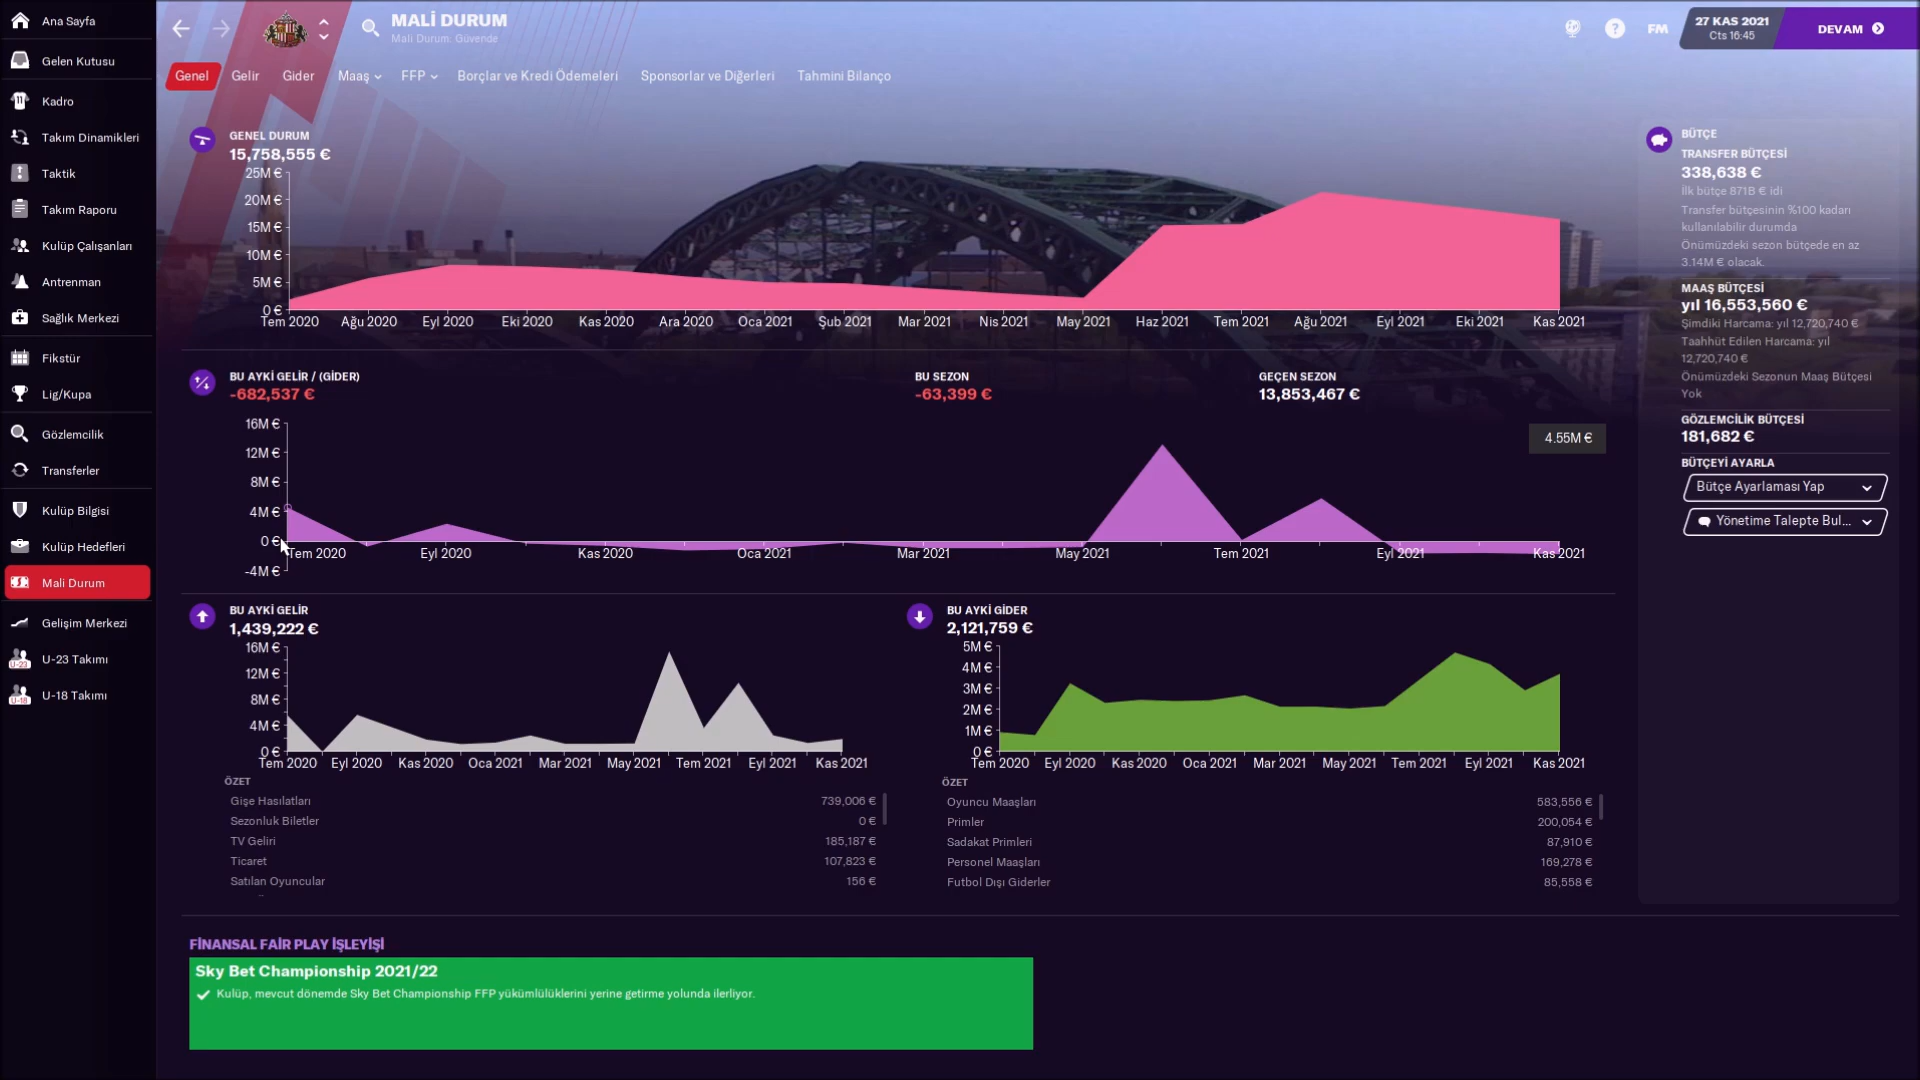 Ana Sayfa
Gelen Kutusu
Kadro
Takım Dinamikleri
Taktik
Takım Raporu
Kulüp Çalışanları
Antrenman
Sağlık Merkezi
Fikstür
Lig/Kupa
Gözlemcilik
Transferler
Kulüp Bilgisi
Kulüp Hedefleri
Mali Durum
Gelişim Merkezi
U-23
U-23 Takımı
U-18
U-18 Takımı
MALİ DURUM
Mali Durum: Güvende
FM
27 KAS 2021
Cts 16:45
DEVAM
Genel Gelir Gider Maaş FFP Borçlar ve Kredi Ödemeleri Sponsorlar ve Diğerleri Tahmini Bilanço
GENEL DURUM
15,758,555 €
25M €
20M €
15M €
10M €
5M €
0 €
Tem 2020 Ağu 2020 Eyl 2020 Eki 2020 Kas 2020 Ara 2020 Oca 2021 Şub 2021 Mar 2021 Nis 2021 May 2021 Haz 2021 Tem 2021 Ağu 2021 Eyl 2021 Eki 2021 Kas 2021
BU AYKİ GELİR / (GİDER)
-682,537 €
BU SEZON
-63,399 €
GEÇEN SEZON
13,853,467 €
16M €
12M €
8M €
4M €
0 €
-4M €
4.55M €
Tem 2020 Eyl 2020 Kas 2020 Oca 2021 Mar 2021 May 2021 Tem 2021 Eyl 2021 Kas 2021
BU AYKİ GELİR
1,439,222 €
16M €
12M €
8M €
4M €
0 €
Tem 2020 Eyl 2020 Kas 2020 Oca 2021 Mar 2021 May 2021 Tem 2021 Eyl 2021 Kas 2021
ÖZET
Gişe Hasılatları 739,006 €
Sezonluk Biletler 0 €
TV Geliri 185,187 €
Ticaret 107,823 €
Satılan Oyuncular 156 €
BU AYKİ GİDER
2,121,759 €
5M €
4M €
3M €
2M €
1M €
0 €
Tem 2020 Eyl 2020 Kas 2020 Oca 2021 Mar 2021 May 2021 Tem 2021 Eyl 2021 Kas 2021
ÖZET
Oyuncu Maaşları 583,556 €
Primler 200,054 €
Sadakat Primleri 87,910 €
Personel Maaşları 169,278 €
Futbol Dışı Giderler 85,558 €
BÜTÇE
TRANSFER BÜTÇESİ
338,638 €
İlk bütçe 871B € idi
Transfer bütçesinin %100 kadarı
kullanılabilir durumda
Önümüzdeki sezon bütçede en az
3.14M € olacak.
MAAŞ BÜTÇESİ
yıl 16,553,560 €
Şimdiki Harcama: yıl 12,720,740 €
Taahhüt Edilen Harcama: yıl
12,720,740 €
Önümüzdeki Sezonun Maaş Bütçesi
Yok
GÖZLEMCİLİK BÜTÇESİ
181,682 €
BÜTÇEYİ AYARLA
Bütçe Ayarlaması Yap
Yönetime Talepte Bul...
FİNANSAL FAİR PLAY İŞLEYİŞİ
Sky Bet Championship 2021/22
Kulüp, mevcut dönemde Sky Bet Championship FFP yükümlülüklerini yerine getirme yolunda ilerliyor.